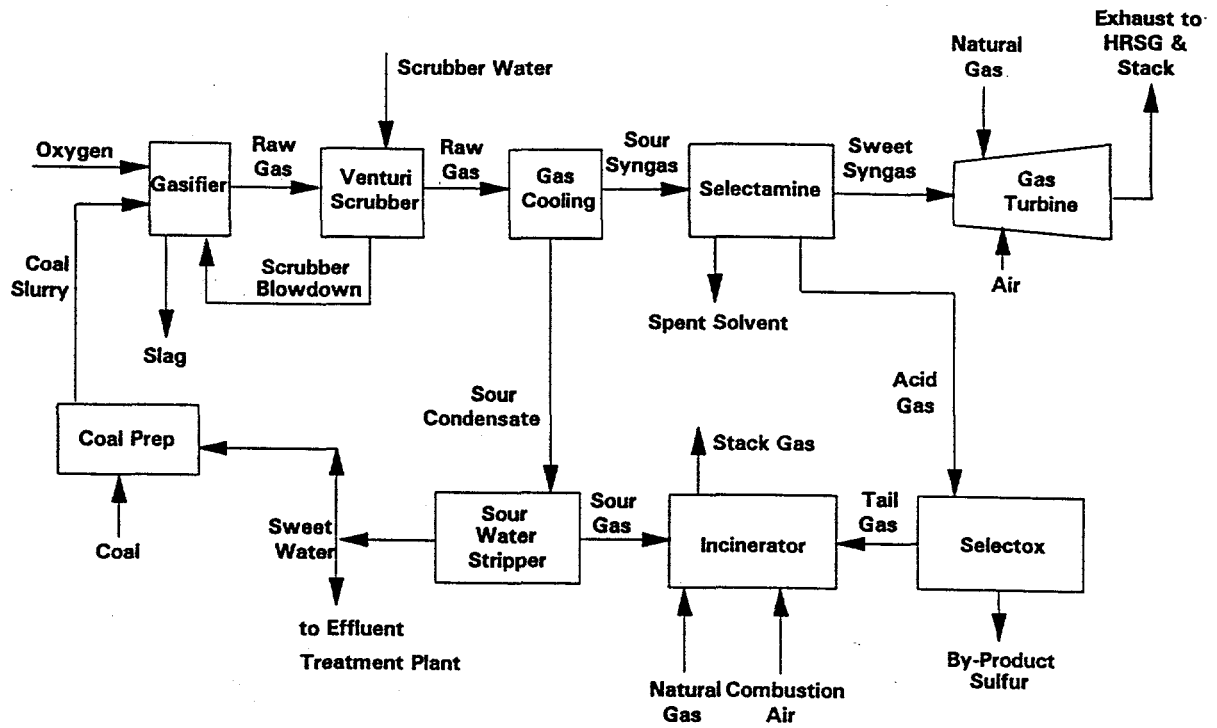 Exhaust to
HRSG &
Stack
Natural
Gas
Scrubber Water
Oxygen
Raw
Gas
Raw
Gas
Sour
Syngas
Sweet
Syngas
Gasifier
Venturi
Scrubber
Gas
Cooling
Selectamine
Gas
Turbine
Coal
Slurry
Scrubber
Blowdown
Air
Slag
Spent Solvent
Acid
Gas
Sour
Condensate
Coal Prep
Stack Gas
Coal
Sweet
Water
Sour
Water
Stripper
Sour
Gas
Incinerator
Tail
Gas
Selectox
to Effluent
Treatment Plant
Natural
Gas
Combustion
Air
By-Product
Sulfur